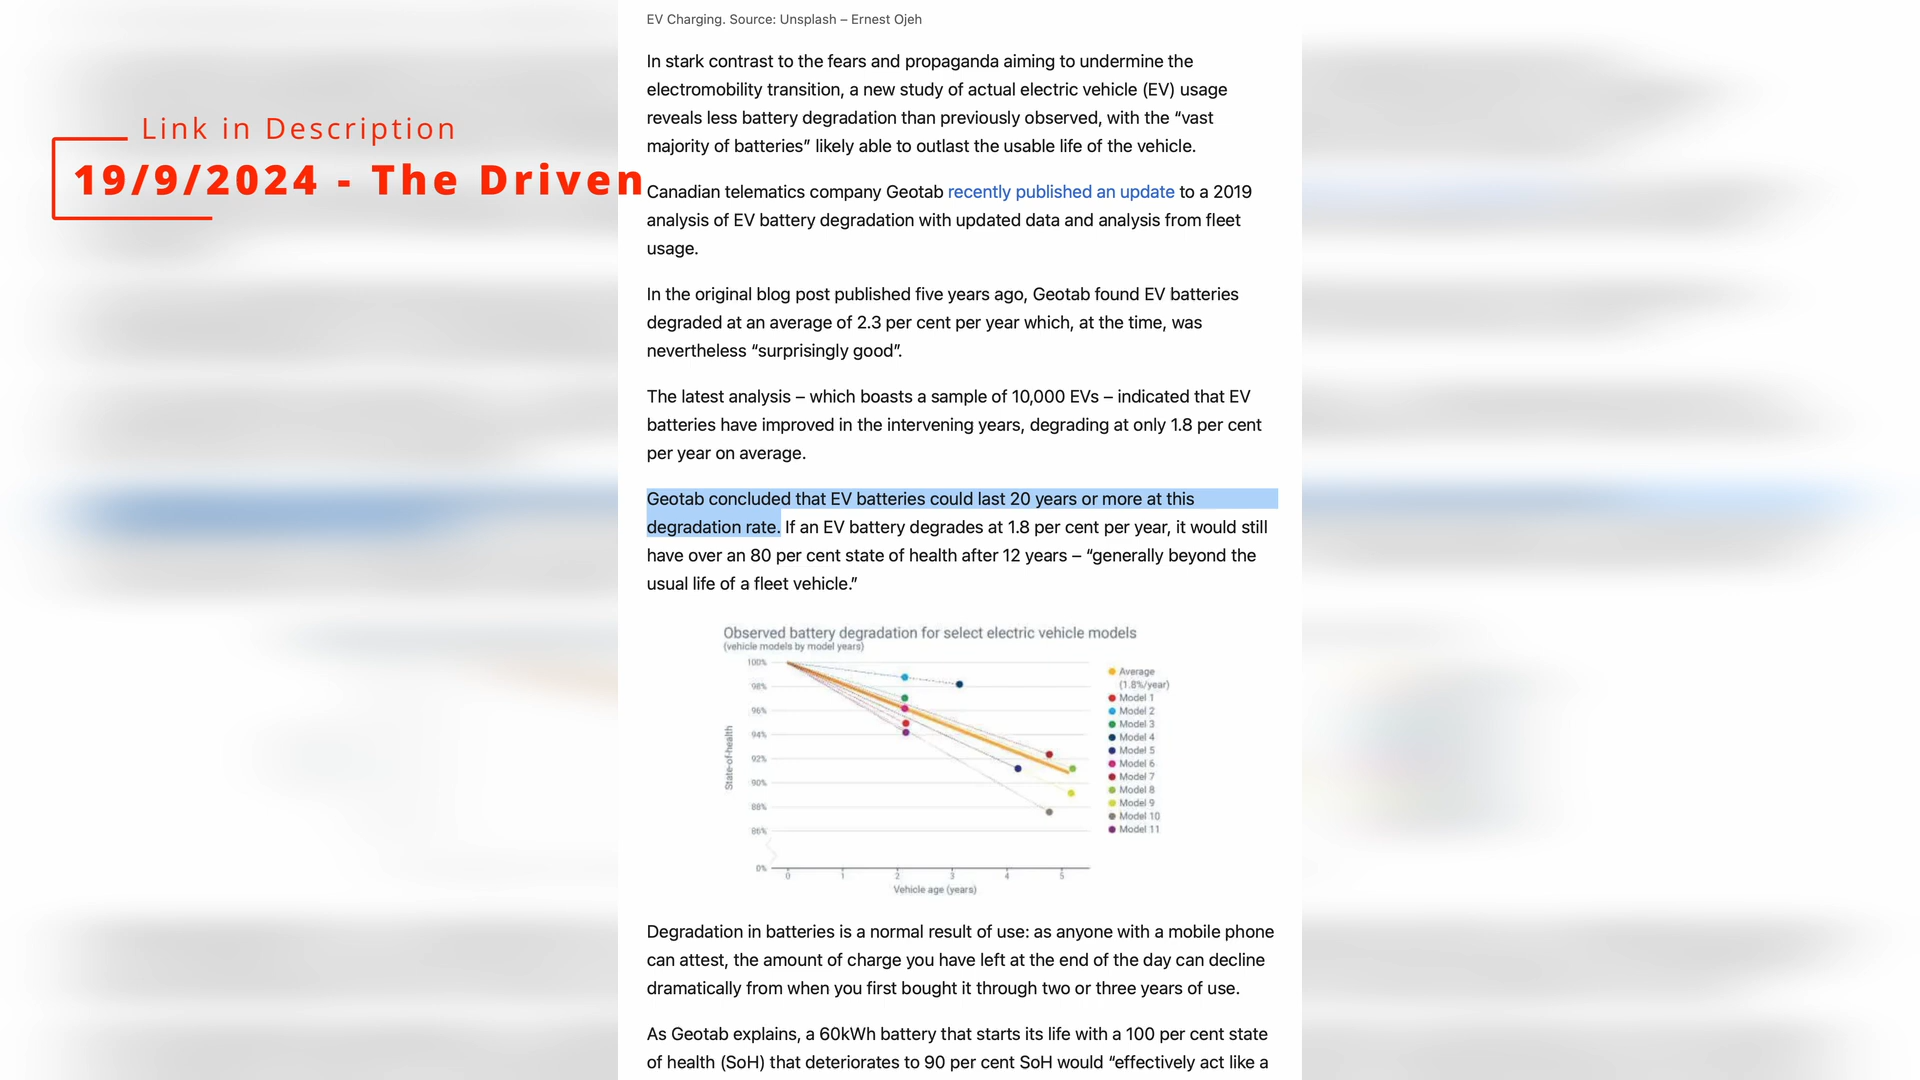 Link in Description
19/9/2024 - The Driven
EV Charging. Source: Unsplash – Ernest Ojeh
In stark contrast to the fears and propaganda aiming to undermine the
electromobility transition, a new study of actual electric vehicle (EV) usage
reveals less battery degradation than previously observed, with the “vast
majority of batteries” likely able to outlast the usable life of the vehicle.
Canadian telematics company Geotab recently published an update to a 2019
analysis of EV battery degradation with updated data and analysis from fleet
usage.
In the original blog post published five years ago, Geotab found EV batteries
degraded at an average of 2.3 per cent per year which, at the time, was
nevertheless “surprisingly good”.
The latest analysis – which boasts a sample of 10,000 EVs – indicated that EV
batteries have improved in the intervening years, degrading at only 1.8 per cent
per year on average.
Geotab concluded that EV batteries could last 20 years or more at this
degradation rate. If an EV battery degrades at 1.8 per cent per year, it would still
have over an 80 per cent state of health after 12 years – “generally beyond the
usual life of a fleet vehicle.”
Observed battery degradation for select electric vehicle models
(vehicle models by model years)
100%
98%
96%
94%
92%
90%
88%
86%
0%
State-of-health
0 1 2 3 4 5
Vehicle age (years)
Average
(1.8%/year)
Model 1
Model 2
Model 3
Model 4
Model 5
Model 6
Model 7
Model 8
Model 9
Model 10
Model 11
Degradation in batteries is a normal result of use: as anyone with a mobile phone
can attest, the amount of charge you have left at the end of the day can decline
dramatically from when you first bought it through two or three years of use.
As Geotab explains, a 60kWh battery that starts its life with a 100 per cent state
of health (SoH) that deteriorates to 90 per cent SoH would “effectively act like a